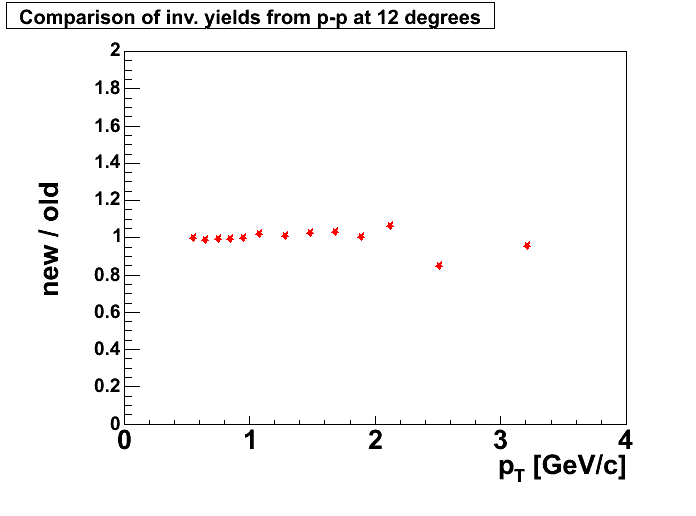 Comparison of inv. yields from p-p at 12 degrees
2
1.8
1.6
1.4
1.2
1
0.8
0.6
0.4
0.2
0
new / old
0 1 2 3 4
pT [GeV/c]